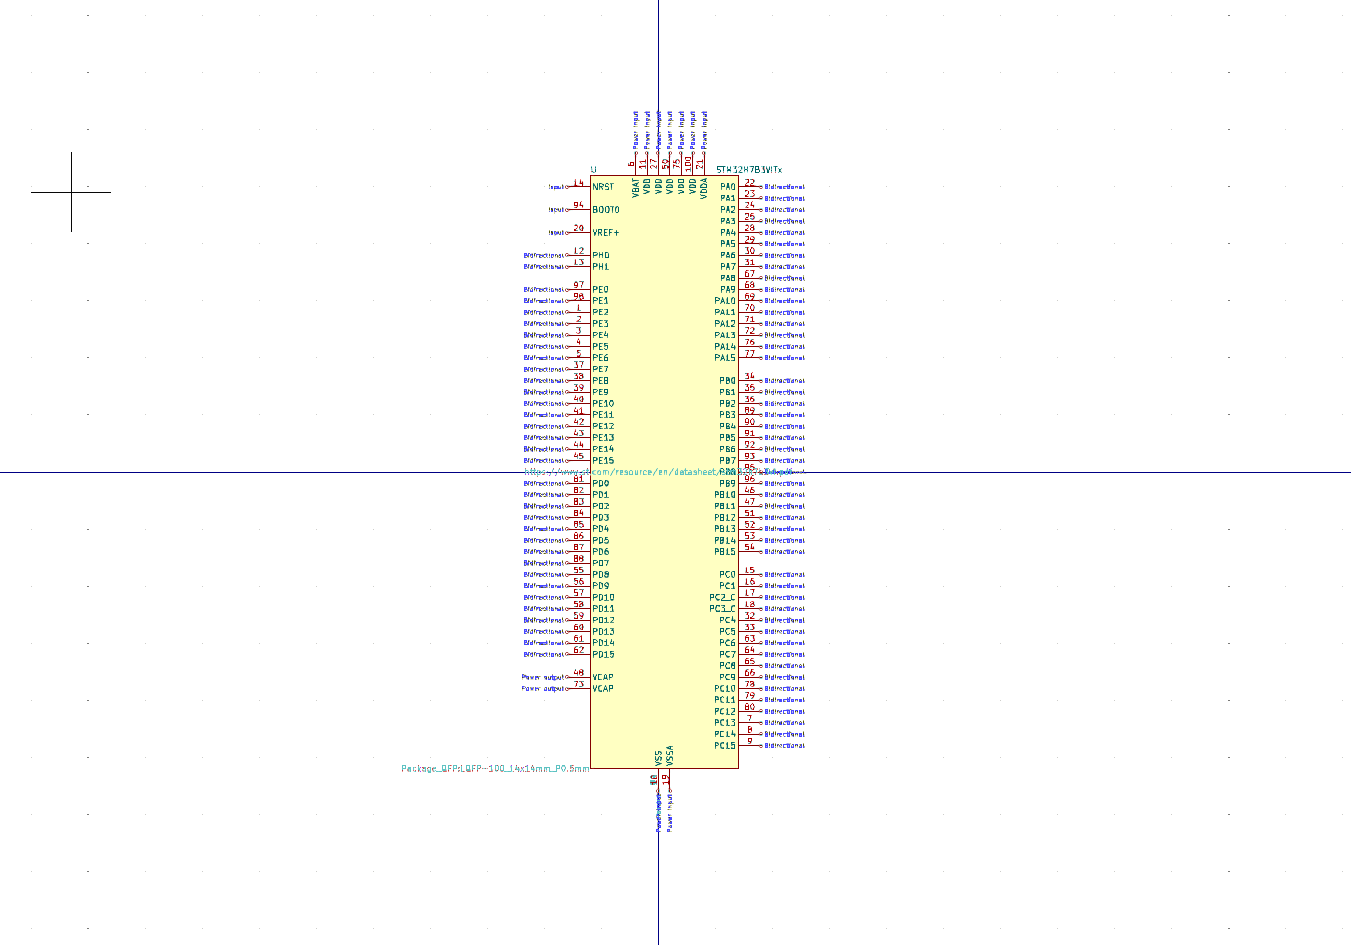 Power input Power input Power input Power input Power input Power input Power input
6 11 27 50 75 100 21
VBAT VDD VDD VDD VDD VDD VDDA
U STM32H7B3VITx
Input 14 NRST PA0 22 Bidirectional
PA1 23 Bidirectional
Input 94 BOOT0 PA2 24 Bidirectional
PA3 25 Bidirectional
Input 20 VREF+ PA4 28 Bidirectional
PA5 29 Bidirectional
Bidirectional 12 PH0 PA6 30 Bidirectional
Bidirectional 13 PH1 PA7 31 Bidirectional
PA8 67 Bidirectional
Bidirectional 97 PE0 PA9 68 Bidirectional
Bidirectional 98 PE1 PA10 69 Bidirectional
Bidirectional 1 PE2 PA11 70 Bidirectional
Bidirectional 2 PE3 PA12 71 Bidirectional
Bidirectional 3 PE4 PA13 72 Bidirectional
Bidirectional 4 PE5 PA14 76 Bidirectional
Bidirectional 5 PE6 PA15 77 Bidirectional
Bidirectional 37 PE7
Bidirectional 38 PE8 PB0 34 Bidirectional
Bidirectional 39 PE9 PB1 35 Bidirectional
Bidirectional 40 PE10 PB2 36 Bidirectional
Bidirectional 41 PE11 PB3 89 Bidirectional
Bidirectional 42 PE12 PB4 90 Bidirectional
Bidirectional 43 PE13 PB5 91 Bidirectional
Bidirectional 44 PE14 PB6 92 Bidirectional
Bidirectional 45 PE15 PB7 93 Bidirectional
https://www.st.com/resource/en/datasheet/ PB8 95
Bidirectional 81 PD0 PB9 96 Bidirectional
Bidirectional 82 PD1 PB10 46 Bidirectional
Bidirectional 83 PD2 PB11 47 Bidirectional
Bidirectional 84 PD3 PB12 51 Bidirectional
Bidirectional 85 PD4 PB13 52 Bidirectional
Bidirectional 86 PD5 PB14 53 Bidirectional
Bidirectional 87 PD6 PB15 54 Bidirectional
Bidirectional 88 PD7
Bidirectional 55 PD8 PC0 15 Bidirectional
Bidirectional 56 PD9 PC1 16 Bidirectional
Bidirectional 57 PD10 PC2_C 17 Bidirectional
Bidirectional 58 PD11 PC3_C 18 Bidirectional
Bidirectional 59 PD12 PC4 32 Bidirectional
Bidirectional 60 PD13 PC5 33 Bidirectional
Bidirectional 61 PD14 PC6 63 Bidirectional
Bidirectional 62 PD15 PC7 64 Bidirectional
PC8 65 Bidirectional
Power output 48 VCAP PC9 66 Bidirectional
Power output 73 VCAP PC10 78 Bidirectional
PC11 79 Bidirectional
PC12 80 Bidirectional
PC13 7 Bidirectional
PC14 8 Bidirectional
PC15 9 Bidirectional
VSS VSSA
Package_QFP:LQFP-100_14x14mm_P0.5mm
19
Power input